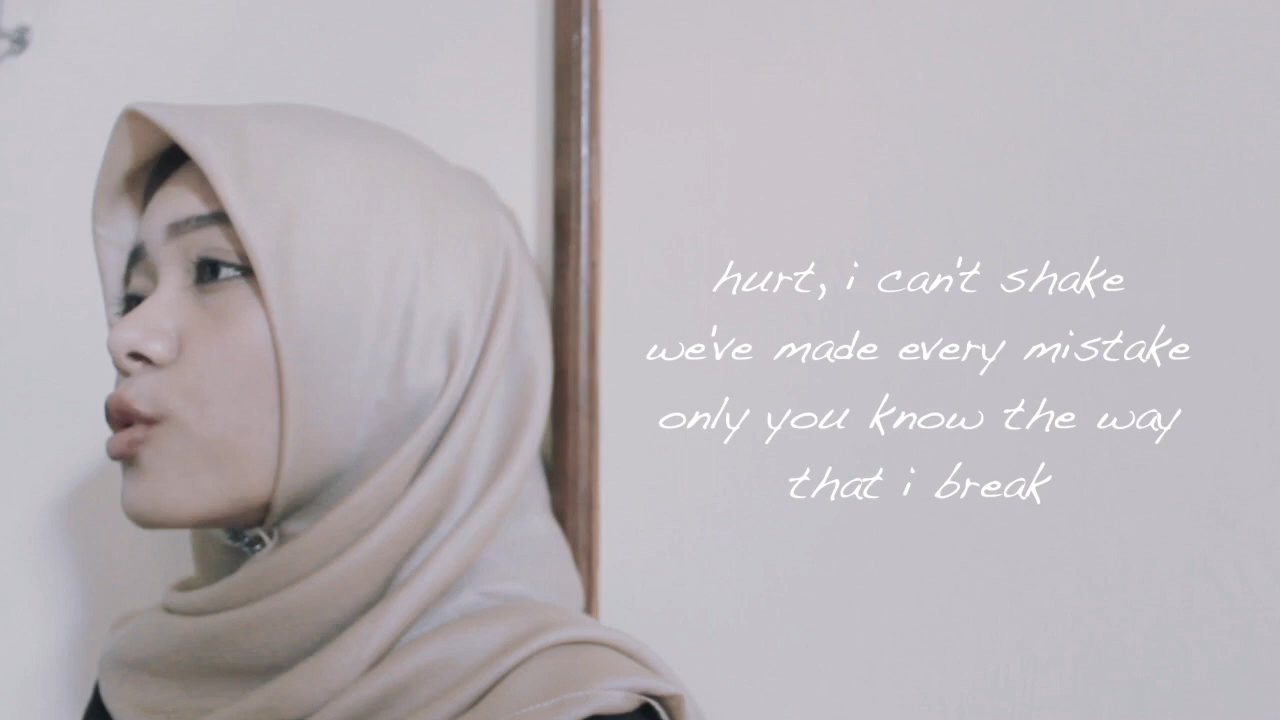 hurt, i can't shake
we've made every mistake
only you know the way
that i break